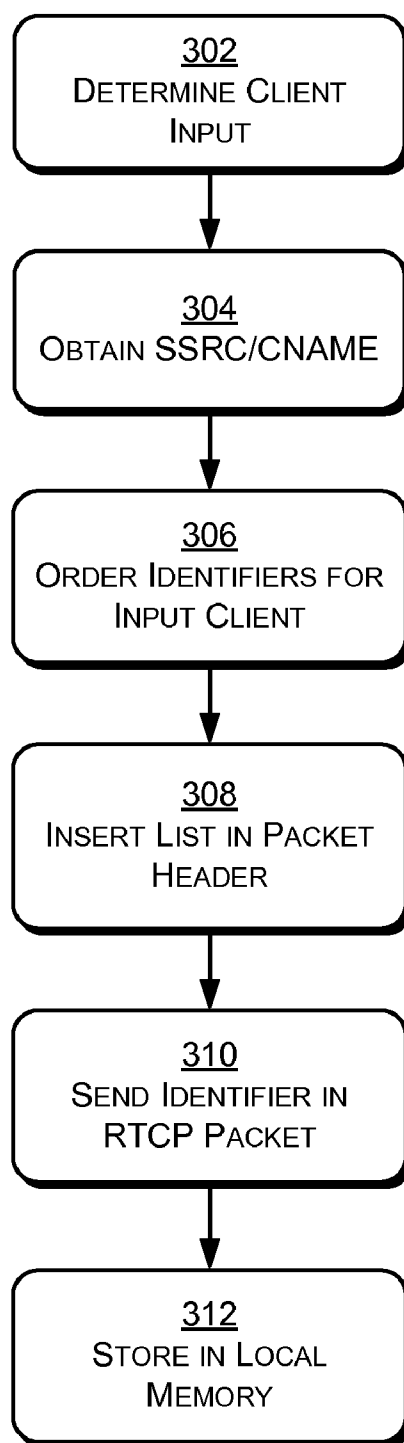 302
DETERMINE CLIENT
INPUT
304
OBTAIN SSRC/CNAME
306
ORDER IDENTIFIERS FOR
INPUT CLIENT
308
INSERT LIST IN PACKET
HEADER
310
SEND IDENTIFIER IN
RTCP PACKET
312
STORE IN LOCAL
MEMORY